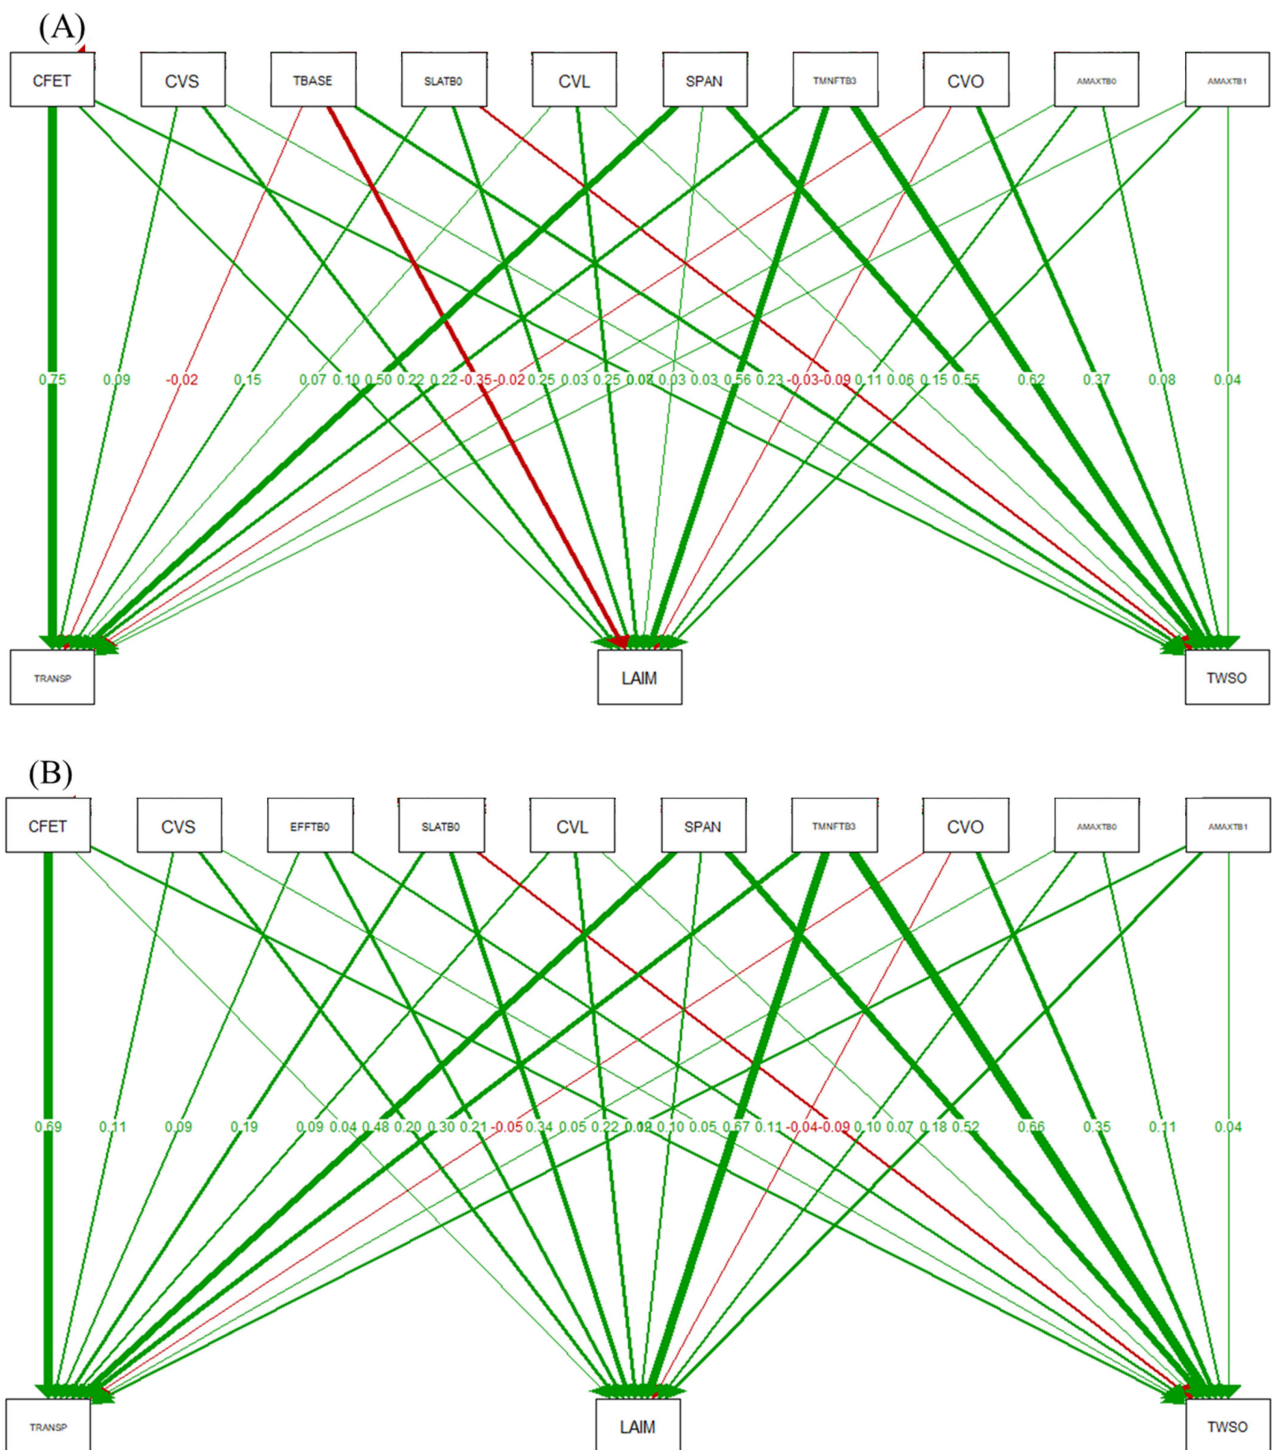 (A)
CFET CVS TBASE SLATB0 CVL SPAN TMNFTB3 CVO AMAXTB0 AMAXTB1
0.75 0.09 -0.02 0.15 0.07 0.10 0.50 0.22 0.22 -0.35 -0.02 0.25 0.03 0.25 0.03 0.03 0.56 0.23 -0.03 -0.09 0.11 0.06 0.15 0.55 0.62 0.37 0.08 0.04
TRANSP LAIM TWSO
(B)
CFET CVS EFFTB0 SLATB0 CVL SPAN TMNFTB3 CVO AMAXTB0 AMAXTB1
0.69 0.11 0.09 0.19 0.09 0.04 0.48 0.20 0.30 0.21 -0.05 0.34 0.05 0.22 0.10 0.05 0.67 0.11 -0.04 -0.09 0.10 0.07 0.18 0.52 0.66 0.35 0.11 0.04
TRANSP LAIM TWSO